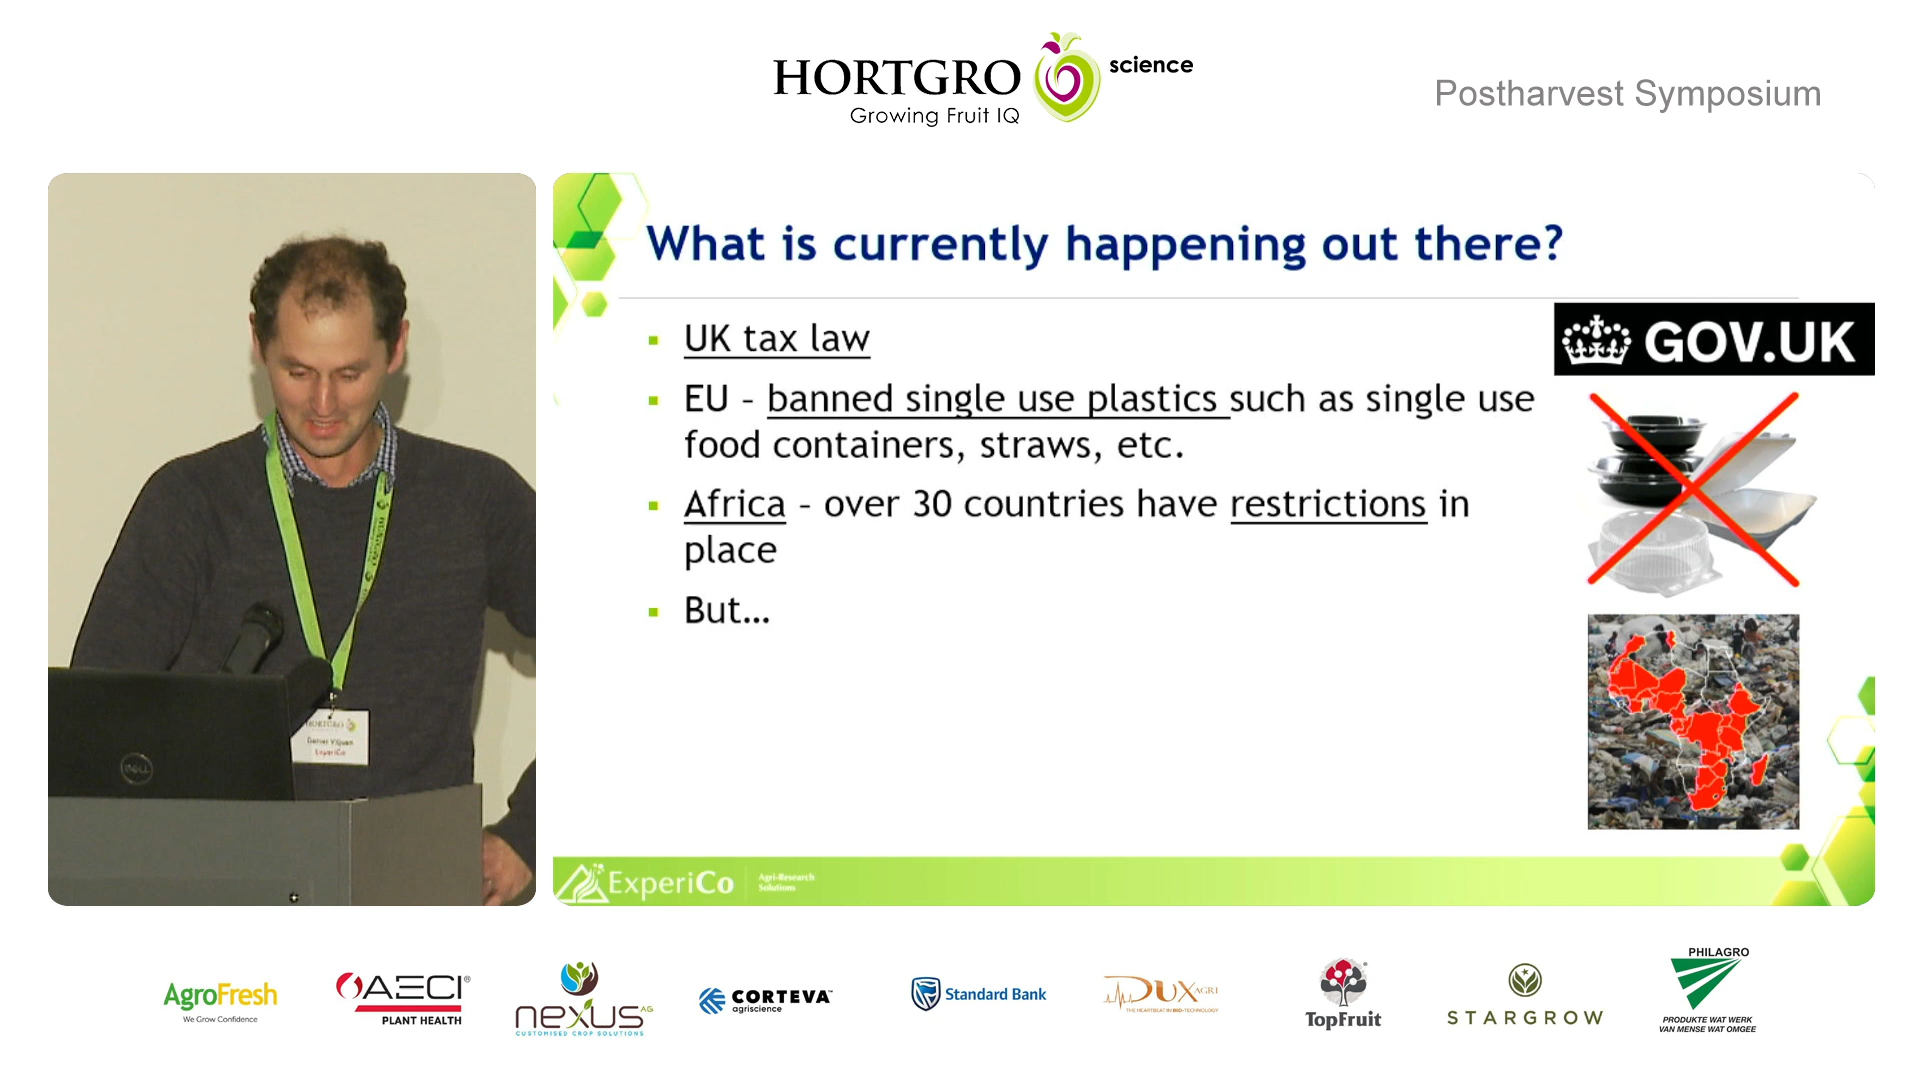 HORTGRO science
Growing Fruit IQ
Postharvest Symposium
What is currently happening out there?
UK tax law
EU – banned single use plastics such as single use
food containers, straws, etc.
Africa – over 30 countries have restrictions in
place
But...
GOV.UK
DELL
HORTGRO
ExperiCo
ExperiCo
Agri-Research
Solutions
AgroFresh
We Grow Confidence
AECI®
PLANT HEALTH
nexus AG
CUSTOMISED CROP SOLUTIONS
CORTEVA™
agriscience
Standard Bank
DUX AGRI
THE HEARTBEAT IN BIO-TECHNOLOGY
TopFruit
STARGROW
PHILAGRO
PRODUKTE WAT WERK
VAN MENSE WAT OMGEE